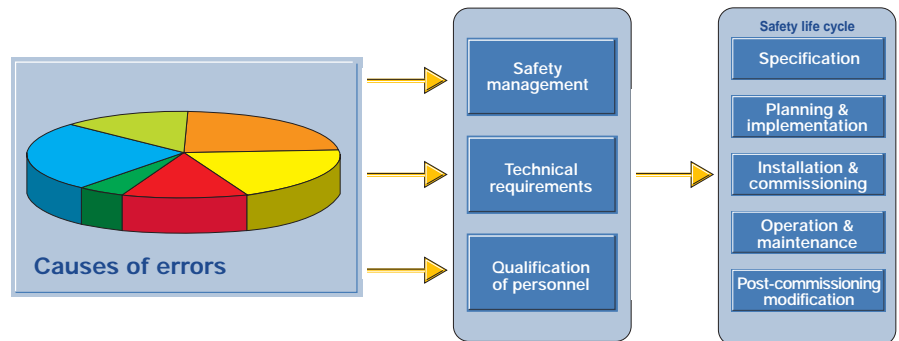 Causes of errors
Safety
management
Technical
requirements
Qualification
of personnel
Safety life cycle
Specification
Planning &
implementation
Installation &
commissioning
Operation &
maintenance
Post-commissioning
modification